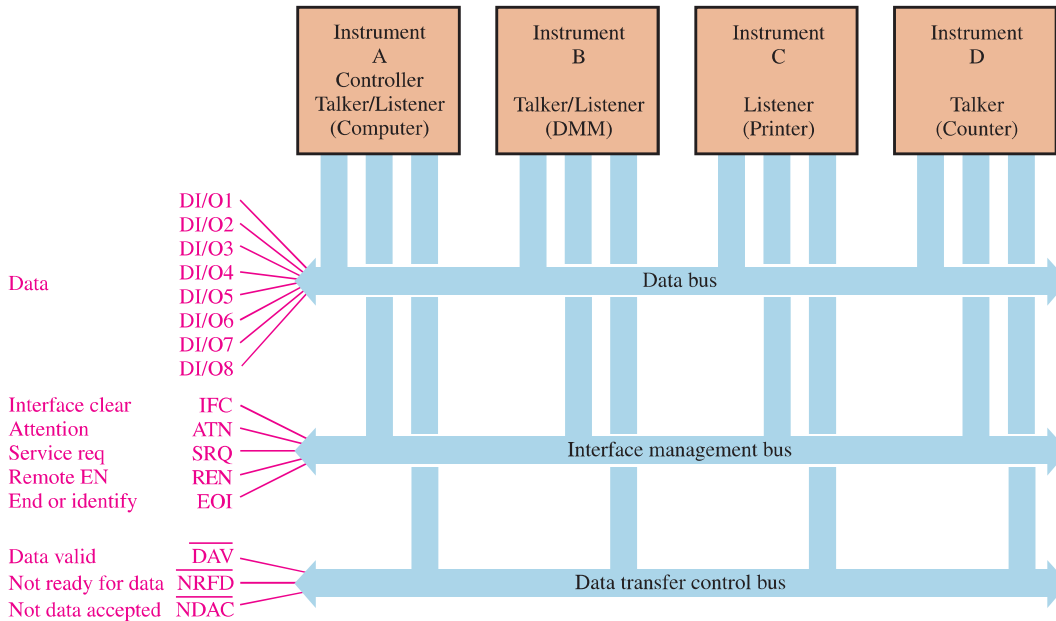 Instrument
A
Controller
Talker/Listener
(Computer)
Instrument
B
Talker/Listener
(DMM)
Instrument
C
Listener
(Printer)
Instrument
D
Talker
(Counter)
DI/O1
DI/O2
DI/O3
DI/O4
Data
DI/O5
DI/O6
DI/O7
DI/O8
Data bus
Interface clear IFC
Attention ATN
Service req SRQ
Remote EN REN
End or identify EOI
Interface management bus
Data valid D̅A̅V̅
Not ready for data N̅R̅F̅D̅
Not data accepted N̅D̅A̅C̅
Data transfer control bus